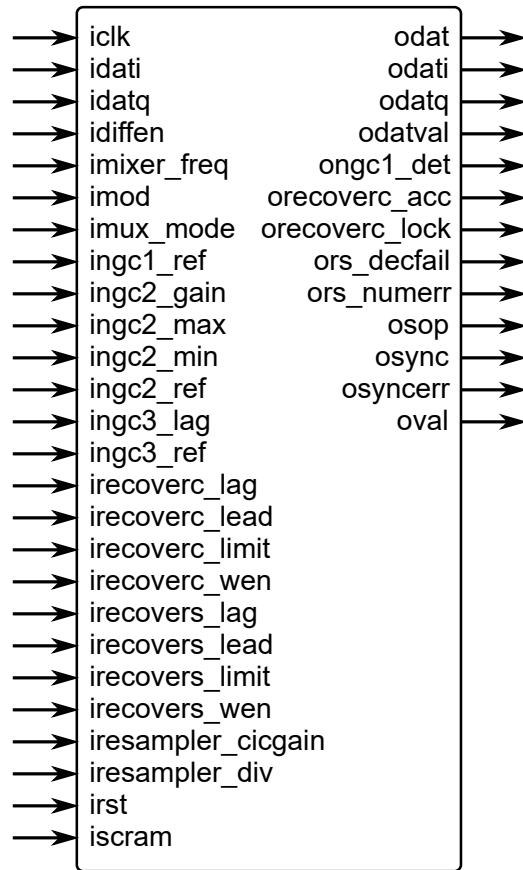 iclk odat
idati odati
idatq odatq
idiffen odatval
imixer_freq ongc1_det
imod orecoverc_acc
imux_mode orecoverc_lock
ingc1_ref ors_decfail
ingc2_gain ors_numerr
ingc2_max osop
ingc2_min osync
ingc2_ref osyncerr
ingc3_lag oval
ingc3_ref
irecoverc_lag
irecoverc_lead
irecoverc_limit
irecoverc_wen
irecovers_lag
irecovers_lead
irecovers_limit
irecovers_wen
iresampler_cicgain
iresampler_div
irst
iscram